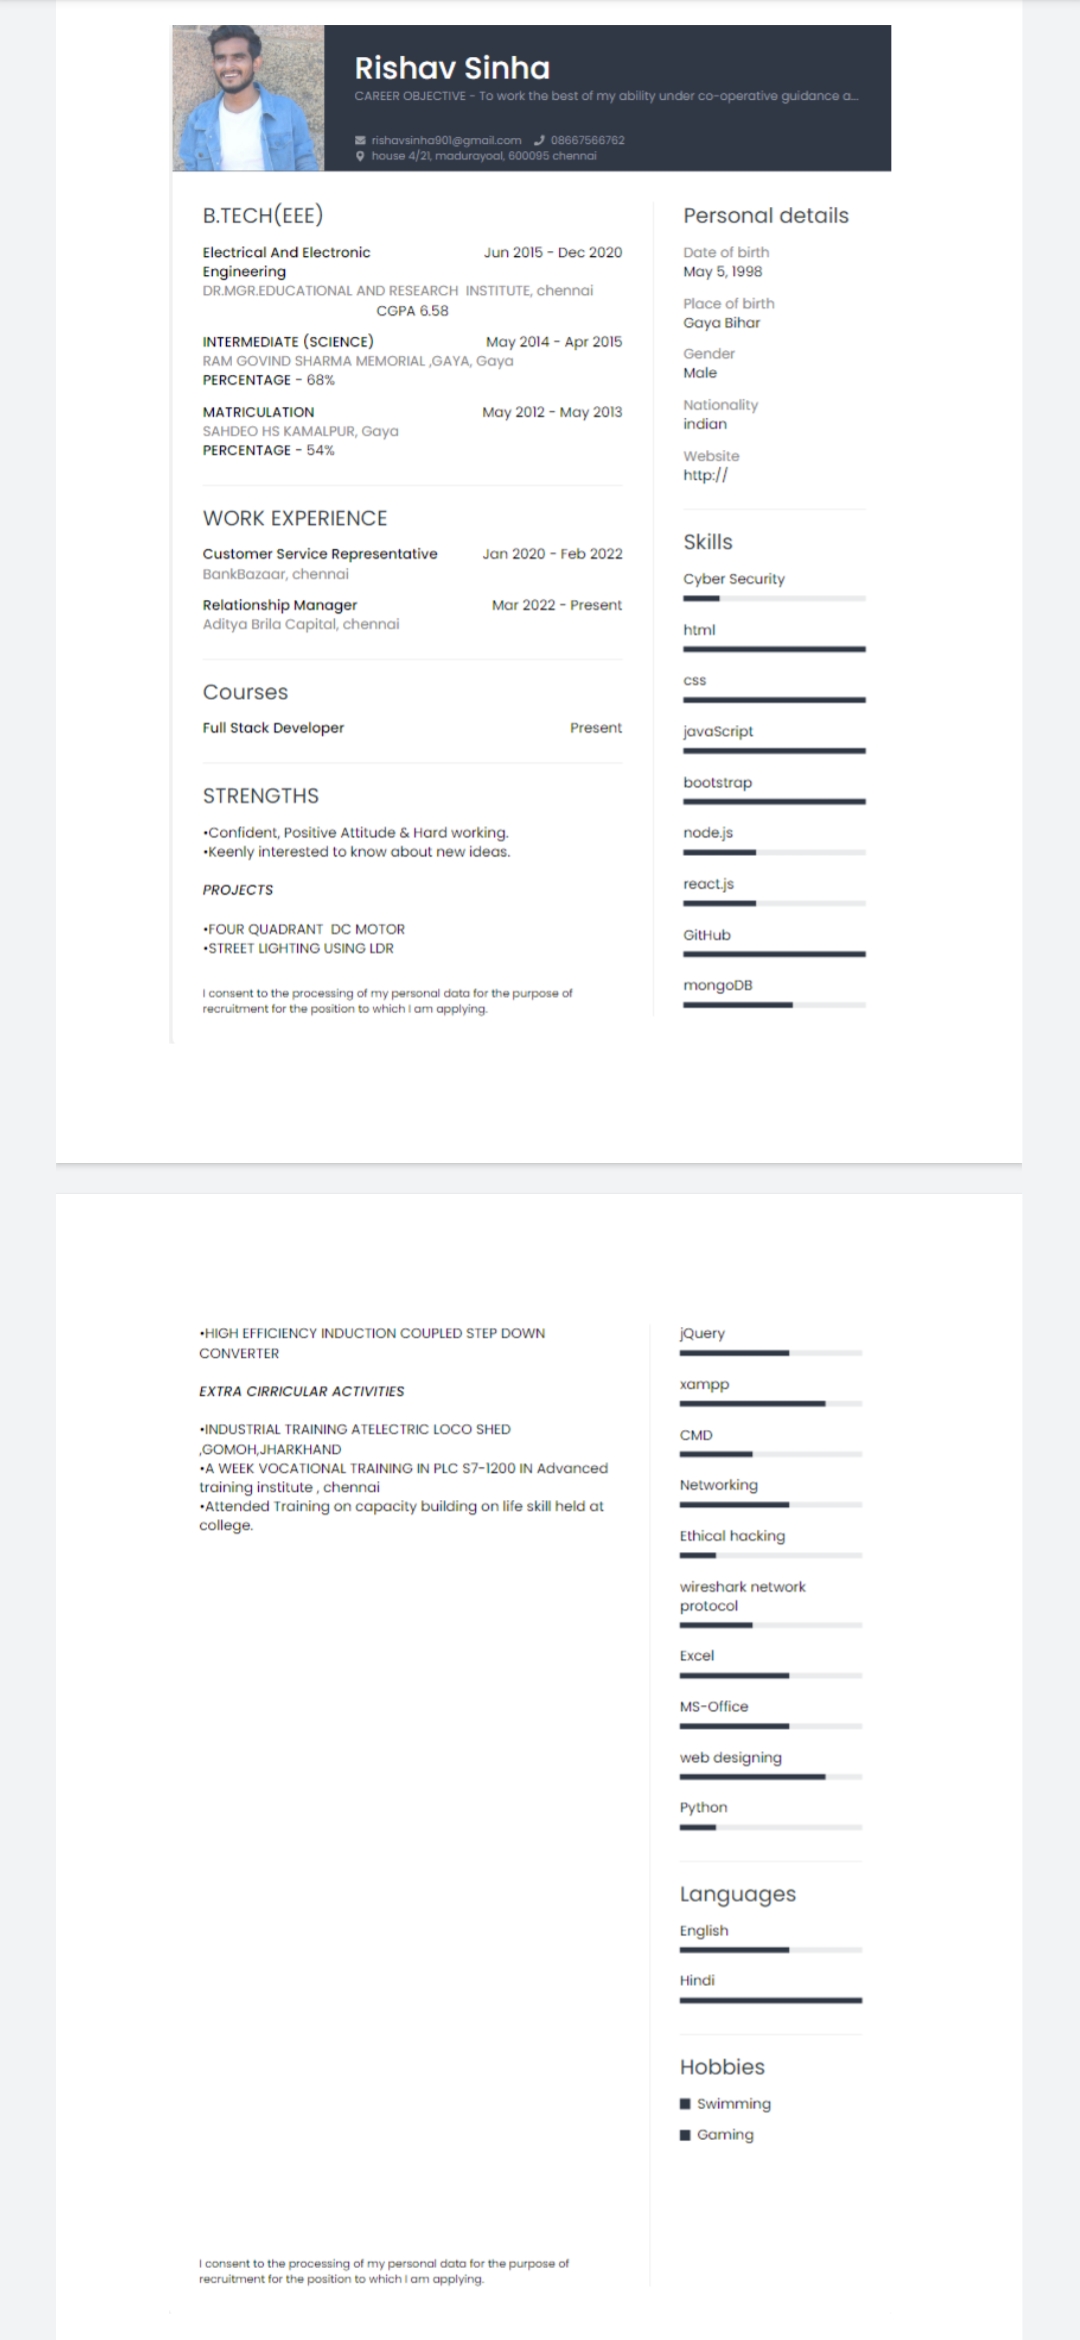 Rishav Sinha
CAREER OBJECTIVE - To work the best of my ability under co-operative guidance a...
rishavsinha901@gmail.com 08667566762
house 4/21, madurayoal, 600095 chennai
B.TECH(EEE)
Electrical And Electronic Jun 2015 - Dec 2020
Engineering
DR.MGR.EDUCATIONAL AND RESEARCH INSTITUTE, chennai
CGPA 6.58
INTERMEDIATE (SCIENCE) May 2014 - Apr 2015
RAM GOVIND SHARMA MEMORIAL ,GAYA, Gaya
PERCENTAGE - 68%
MATRICULATION May 2012 - May 2013
SAHDEO HS KAMALPUR, Gaya
PERCENTAGE - 54%
WORK EXPERIENCE
Customer Service Representative Jan 2020 - Feb 2022
BankBazaar, chennai
Relationship Manager Mar 2022 - Present
Aditya Brila Capital, chennai
Courses
Full Stack Developer Present
STRENGTHS
•Confident, Positive Attitude & Hard working.
•Keenly interested to know about new ideas.
PROJECTS
•FOUR QUADRANT DC MOTOR
•STREET LIGHTING USING LDR
I consent to the processing of my personal data for the purpose of
recruitment for the position to which I am applying.
Personal details
Date of birth
May 5, 1998
Place of birth
Gaya Bihar
Gender
Male
Nationality
indian
Website
http://
Skills
Cyber Security
html
css
javaScript
bootstrap
node.js
react.js
GitHub
mongoDB
•HIGH EFFICIENCY INDUCTION COUPLED STEP DOWN
CONVERTER
EXTRA CIRRICULAR ACTIVITIES
•INDUSTRIAL TRAINING ATELECTRIC LOCO SHED
,GOMOH,JHARKHAND
•A WEEK VOCATIONAL TRAINING IN PLC S7-1200 IN Advanced
training institute , chennai
•Attended Training on capacity building on life skill held at
college.
I consent to the processing of my personal data for the purpose of
recruitment for the position to which I am applying.
jQuery
xampp
CMD
Networking
Ethical hacking
wireshark network
protocol
Excel
MS-Office
web designing
Python
Languages
English
Hindi
Hobbies
Swimming
Gaming